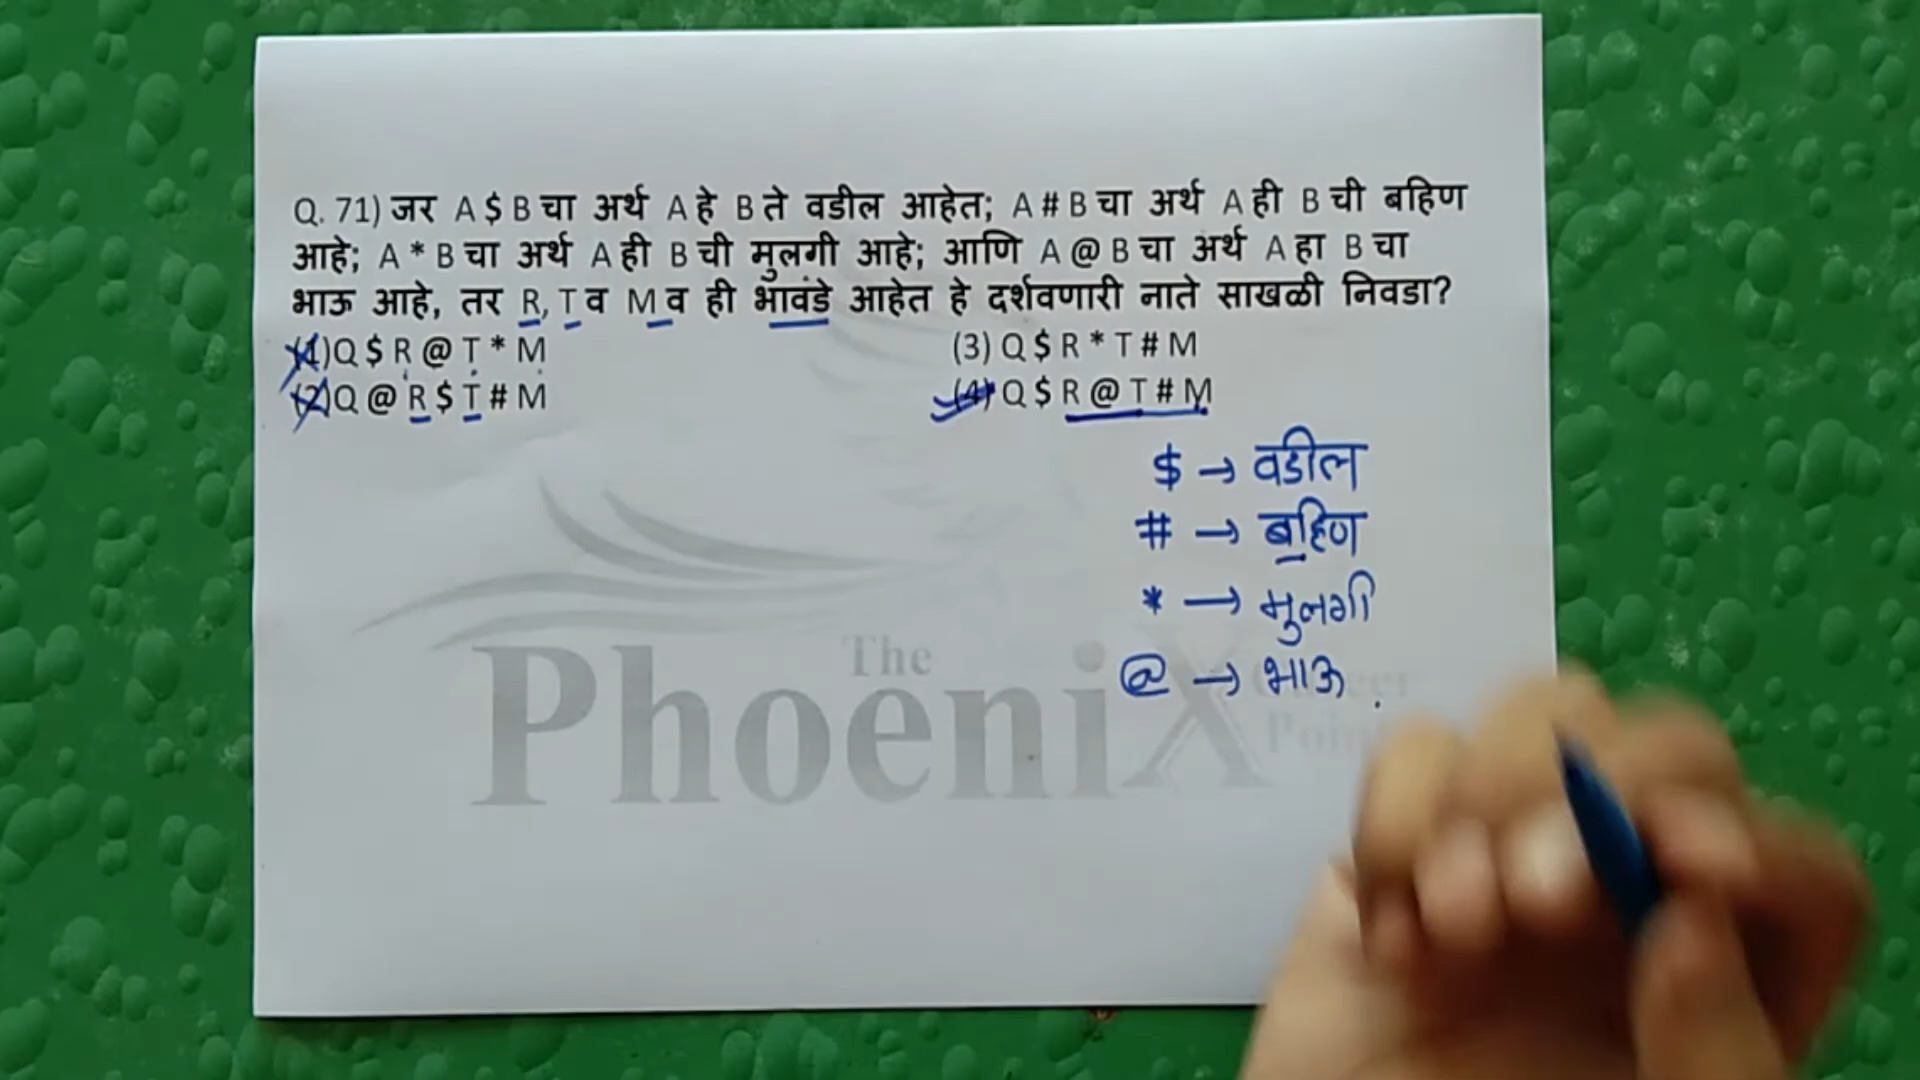 Q. 71) जर A $ B चा अर्थ A हे B ते वडील आहेत; A # B चा अर्थ A ही B ची बहिण
आहे; A * B चा अर्थ A ही B ची मुलगी आहे; आणि A @ B चा अर्थ A हा B चा
भाऊ आहे, तर R, T व M व ही भावंडे आहेत हे दर्शवणारी नाते साखळी निवडा?
(1)Q $ R @ T * M (3) Q $ R * T # M
(2)Q @ R $ T # M (4) Q $ R @ T # M
$ → वडील
# → बहिण
* → मुलगी
@ → भाऊ
The
PhoeniX